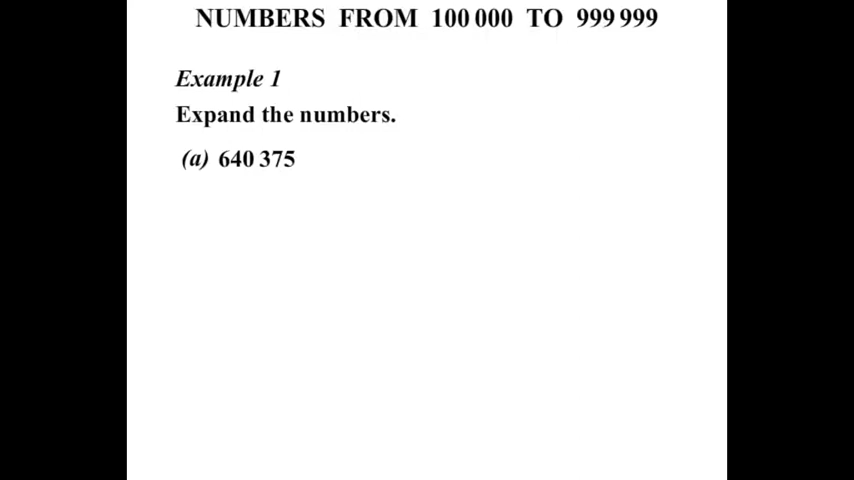 NUMBERS FROM 100 000 TO 999 999
Example 1
Expand the numbers.
(a) 640 375